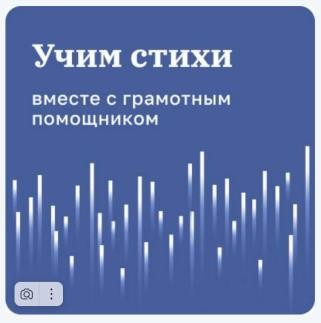 Учим стихи
вместе с грамотным
помощником